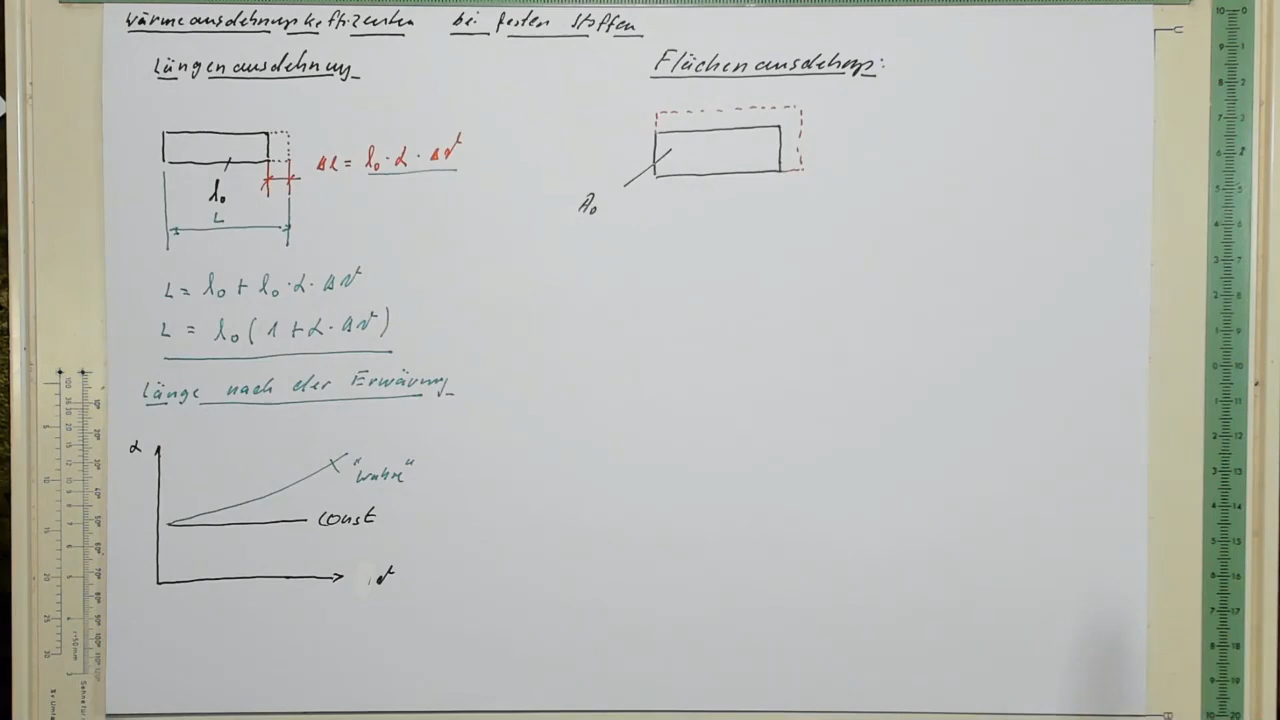 Wärmeausdehnungskoeffizienten bei festen Stoffen
Längenausdehnung
Δl = l₀ · α · Δϑ
l₀
L
L = l₀ + l₀ · α · Δϑ
L = l₀ (1 + α · Δϑ)
Länge nach der Erwärmung
α
"wahre"
const
ϑ
Flächenausdehnung:
A₀